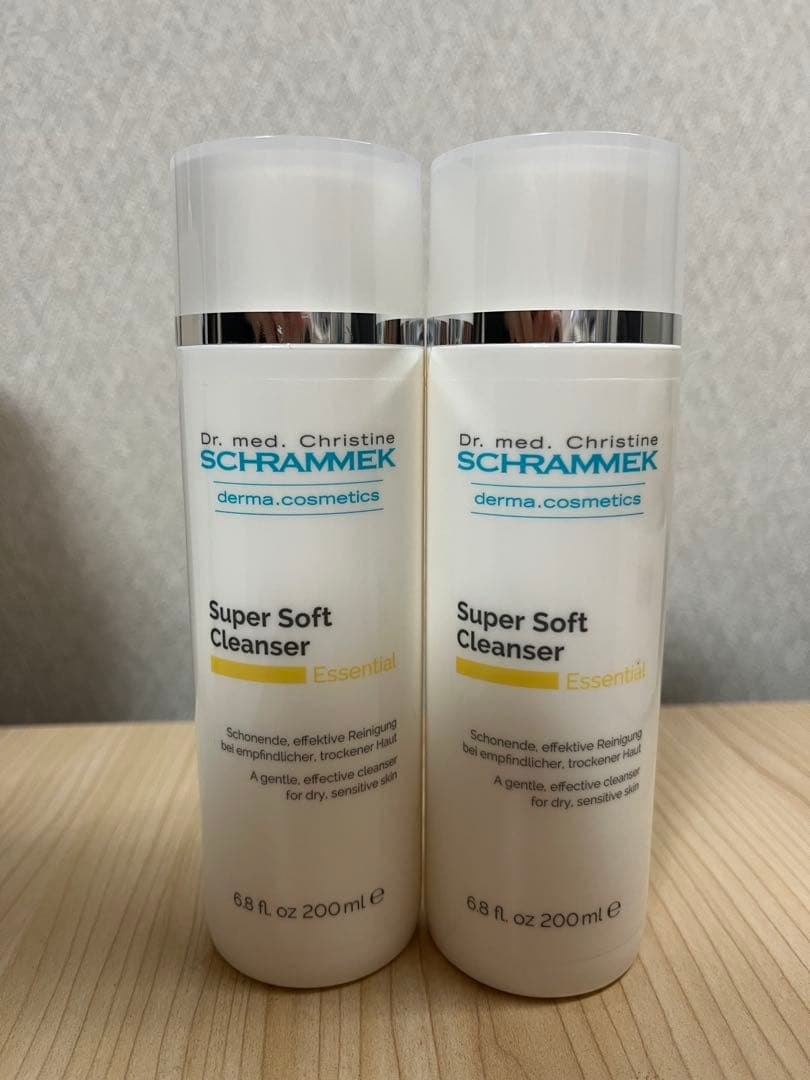 Dr. med. Christine
SCHRAMMEK
derma.cosmetics
Super Soft
Cleanser
Essential
Schonende, effektive Reinigung
bei empfindlicher, trockener Haut
A gentle, effective cleanser
for dry, sensitive skin
6.8 fl. oz 200 ml ℮
Dr. med. Christine
SCHRAMMEK
derma.cosmetics
Super Soft
Cleanser
Essential
Schonende, effektive Reinigung
bei empfindlicher, trockener Haut
A gentle, effective cleanser
for dry, sensitive skin
6.8 fl. oz 200 ml ℮